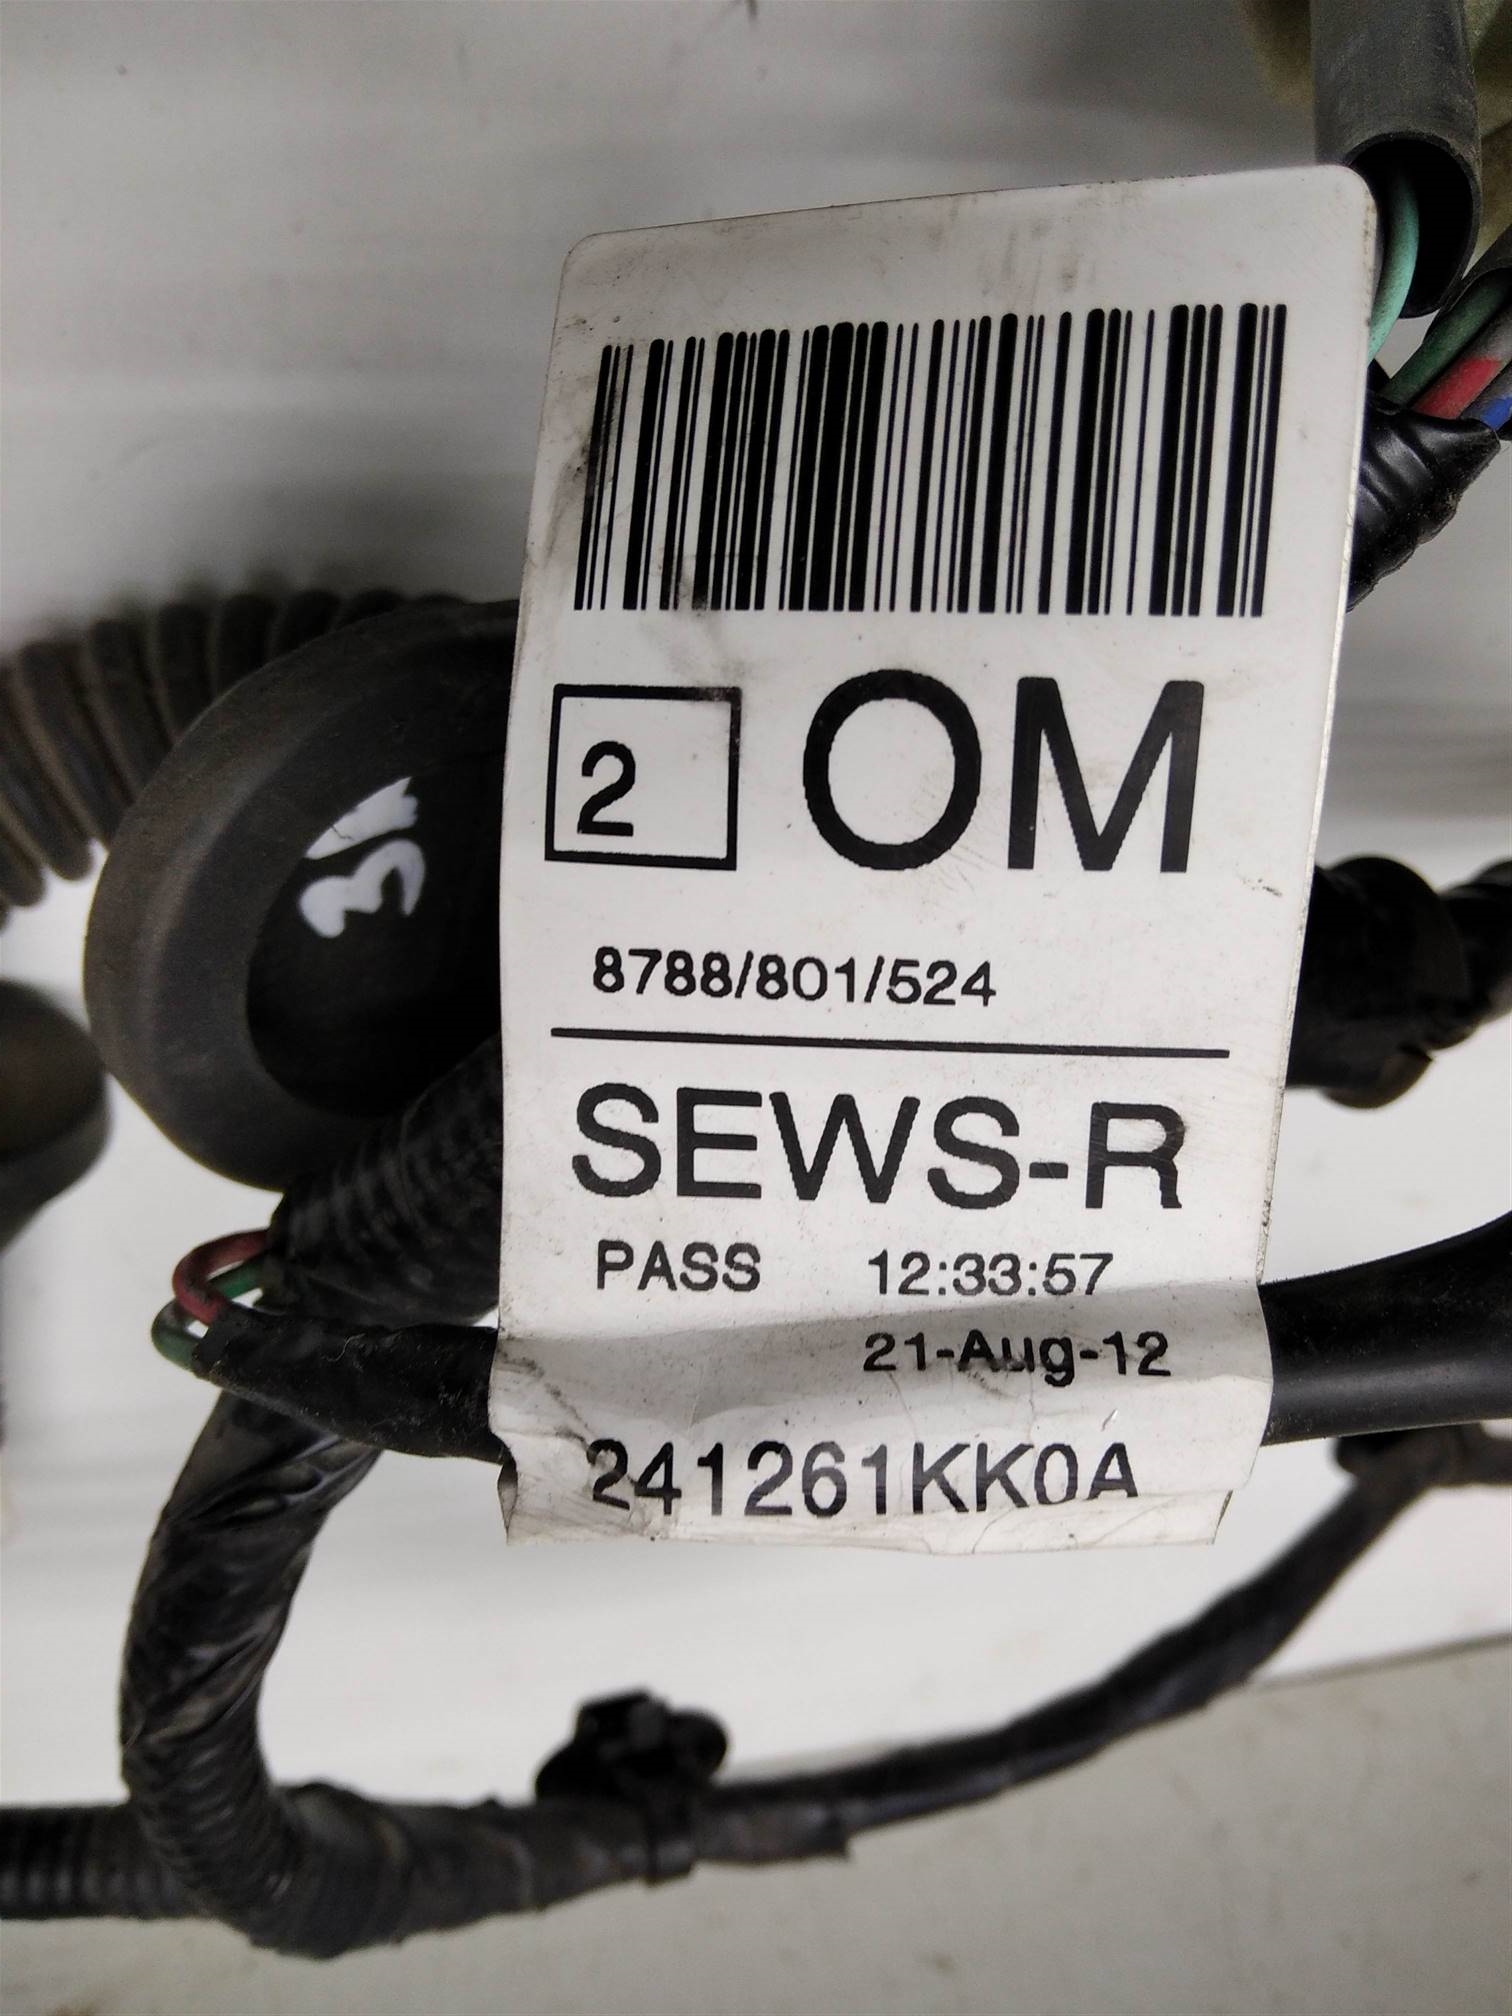 2 OM
8788/801/524
SEWS-R
PASS 12:33:57
21-Aug-12
241261KK0A